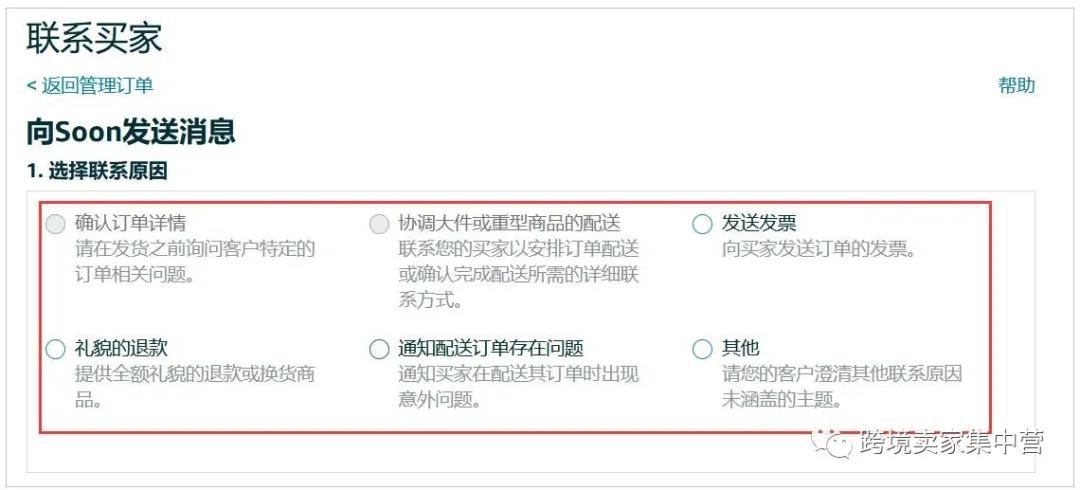 联系买家
< 返回管理订单
帮助
向Soon发送消息
1. 选择联系原因
确认订单详情
请在发货之前询问客户特定的
订单相关问题。
协调大件或重型商品的配送
联系您的买家以安排订单配送
或确认完成配送所需的详细联
系方式。
发送发票
向买家发送订单的发票。
礼貌的退款
提供全额礼貌的退款或换货商
品。
通知配送订单存在问题
通知买家在配送其订单时出现
意外问题。
其他
请您的客户澄清其他联系原因
未涵盖的主题。
跨境卖家集中营